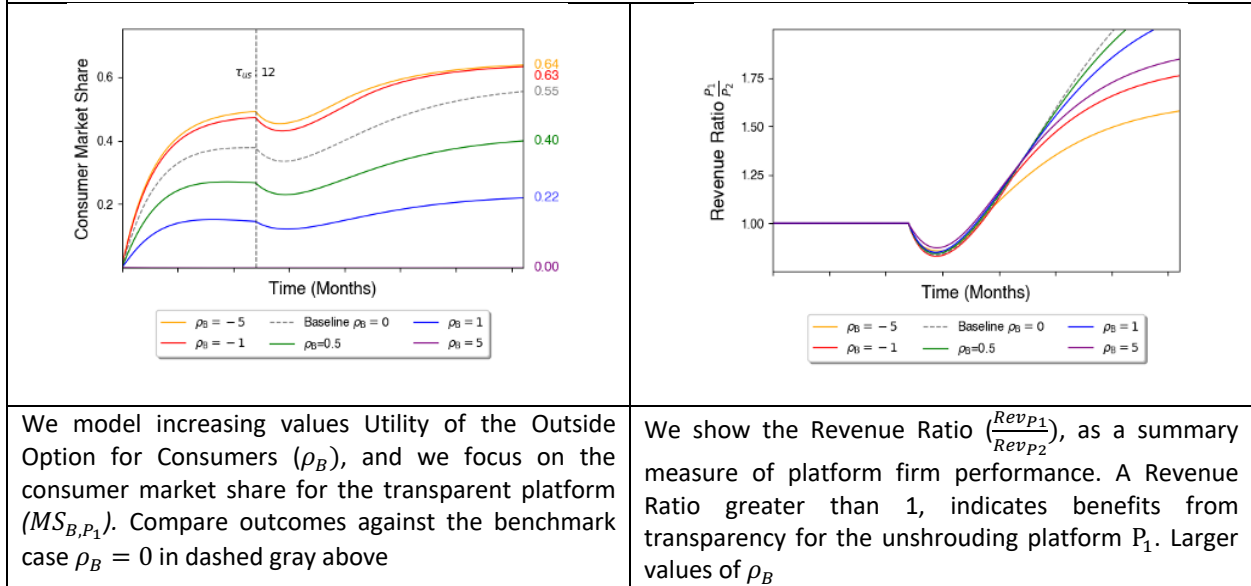 Consumer Market Share
0.6
0.4
0.2
τus 12
0.64
0.63
0.55
0.40
0.22
0.00
Time (Months)
ρB = −5
Baseline ρB = 0
ρB = 1
ρB = −1
ρB=0.5
ρB = 5
Revenue Ratio P1/P2
1.75
1.50
1.25
1.00
Time (Months)
ρB = −5
Baseline ρB = 0
ρB = 1
ρB = −1
ρB=0.5
ρB = 5
We model increasing values Utility of the Outside
Option for Consumers (ρB), and we focus on the
consumer market share for the transparent platform
(MSB,P1). Compare outcomes against the benchmark
case ρB = 0 in dashed gray above
We show the Revenue Ratio (RevP1/RevP2), as a summary
measure of platform firm performance. A Revenue
Ratio greater than 1, indicates benefits from
transparency for the unshrouding platform P1. Larger
values of ρB